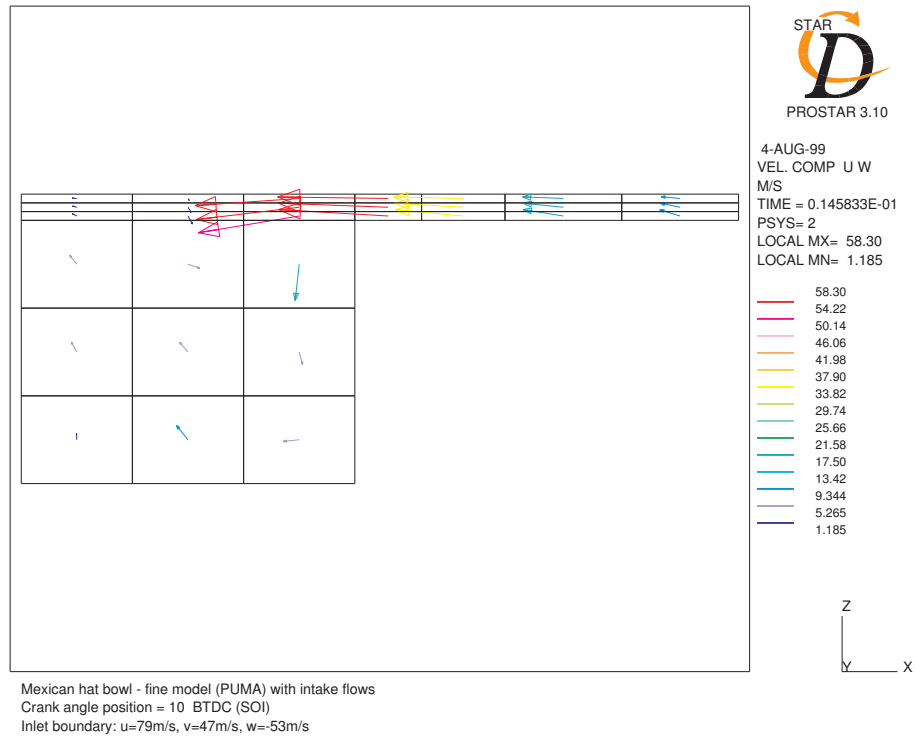 STAR
D
PROSTAR 3.10
4-AUG-99
VEL. COMP U W
M/S
TIME = 0.145833E-01
PSYS= 2
LOCAL MX= 58.30
LOCAL MN= 1.185
58.30
54.22
50.14
46.06
41.98
37.90
33.82
29.74
25.66
21.58
17.50
13.42
9.344
5.265
1.185
Z
Y
X
Mexican hat bowl - fine model (PUMA) with intake flows
Crank angle position = 10 BTDC (SOI)
Inlet boundary: u=79m/s, v=47m/s, w=-53m/s